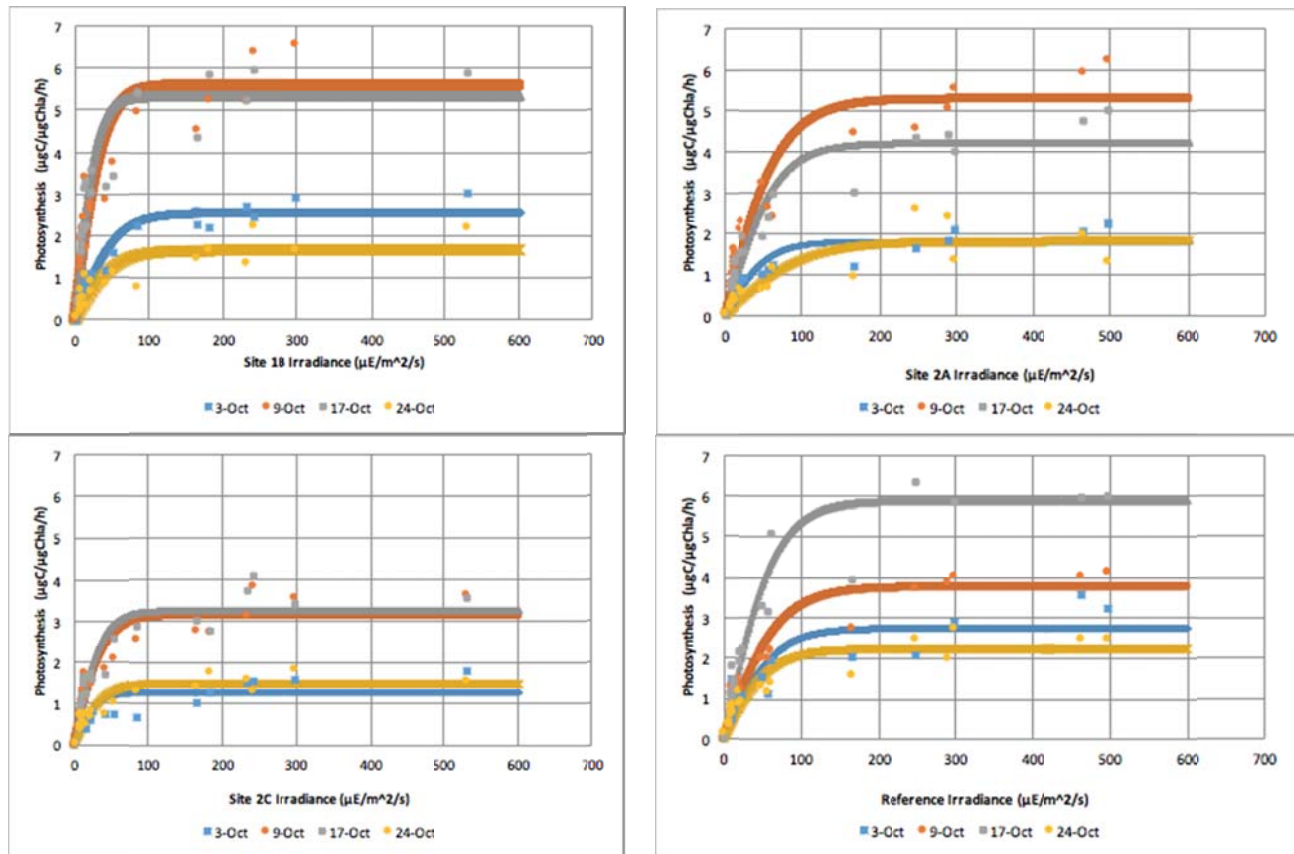 Photosynthesis (µgC/µgChla/h)
7
6
5
4
3
2
1
0
0 100 200 300 400 500 600 700
Site 1B Irradiance (µE/m^2/s)
3-Oct 9-Oct 17-Oct 24-Oct
Photosynthesis (µgC/µgChla/h)
7
6
5
4
3
2
1
0
0 100 200 300 400 500 600 700
Site 2A Irradiance (µE/m^2/s)
3-Oct 9-Oct 17-Oct 24-Oct
Photosynthesis (µgC/µgChla/h)
7
6
5
4
3
2
1
0
0 100 200 300 400 500 600 700
Site 2C Irradiance (µE/m^2/s)
3-Oct 9-Oct 17-Oct 24-Oct
Photosynthesis (µgC/µgChla/h)
7
6
5
4
3
2
1
0
0 100 200 300 400 500 600 700
Reference Irradiance (µE/m^2/s)
3-Oct 9-Oct 17-Oct 24-Oct